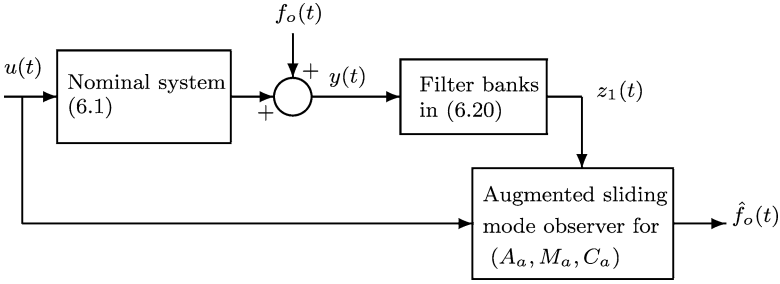 f_o(t)
u(t)
Nominal system
(6.1)
+
+
y(t)
Filter banks
in (6.20)
z_1(t)
Augmented sliding
mode observer for
(A_a, M_a, C_a)
f̂_o(t)